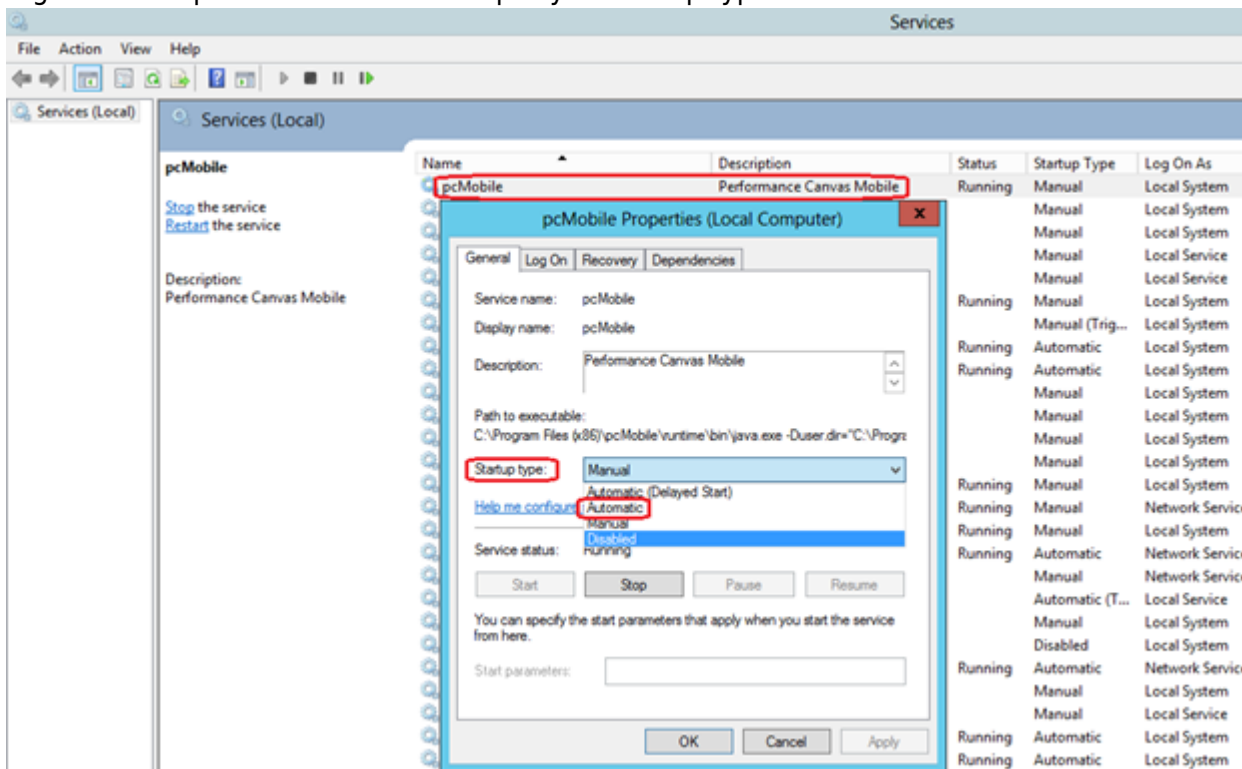 Services
File Action View Help
Services (Local)
Services (Local)
pcMobile
Stop the service
Restart the service
Description:
Performance Canvas Mobile
Name Description Status Startup Type Log On As
pcMobile Performance Canvas Mobile Running Manual Local System
Manual Local System
Manual Local System
Manual Local Service
Manual Local Service
Running Manual Local System
Manual (Trig... Local System
Running Automatic Local System
Running Automatic Local System
Manual Local System
Manual Local System
Manual Local System
Manual Local System
Running Manual Local System
Running Manual Network Service
Running Manual Local System
Running Automatic Network Service
Manual Network Service
Automatic (T... Local Service
Manual Local System
Disabled Local System
Running Automatic Network Service
Manual Local System
Manual Local Service
Running Automatic Local System
Running Automatic Local System
pcMobile Properties (Local Computer)
x
General Log On Recovery Dependencies
Service name: pcMobile
Display name: pcMobile
Description: Performance Canvas Mobile
Path to executable:
C:\Program Files (x86)\pcMobile\runtime\bin\java.exe -Duser.dir="C:\Progra
Startup type: Manual
Automatic (Delayed Start)
Help me configure Automatic
Manual
Disabled
Service status: Running
Start Stop Pause Resume
You can specify the start parameters that apply when you start the service
from here.
Start parameters:
OK Cancel Apply